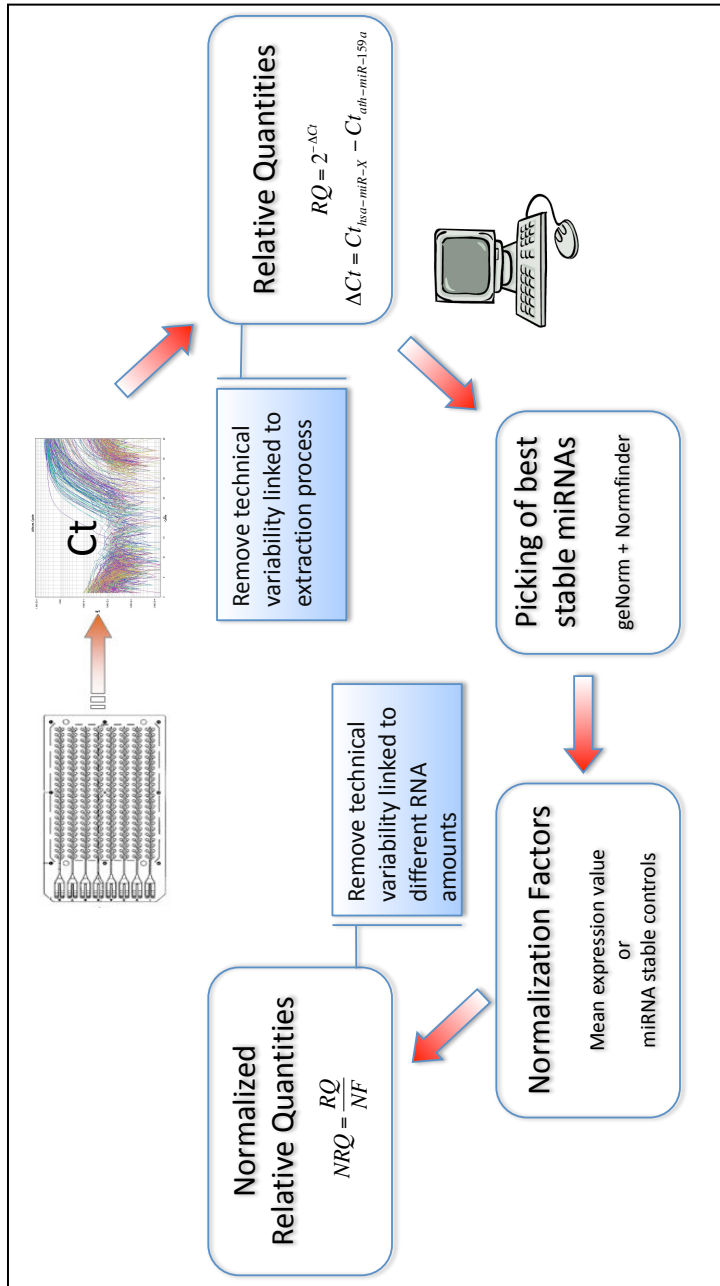 Ct
Relative Quantities
RQ = 2^{-ΔCt}
ΔCt = Ct_{hsa-miR-X} − Ct_{ath-miR-159a}
Remove technical
variability linked to
extraction process
Picking of best
stable miRNAs
geNorm + Normfinder
Normalization Factors
Mean expression value
or
miRNA stable controls
Remove technical
variability linked to
different RNA
amounts
Normalized
Relative Quantities
NRQ = RQ / NF